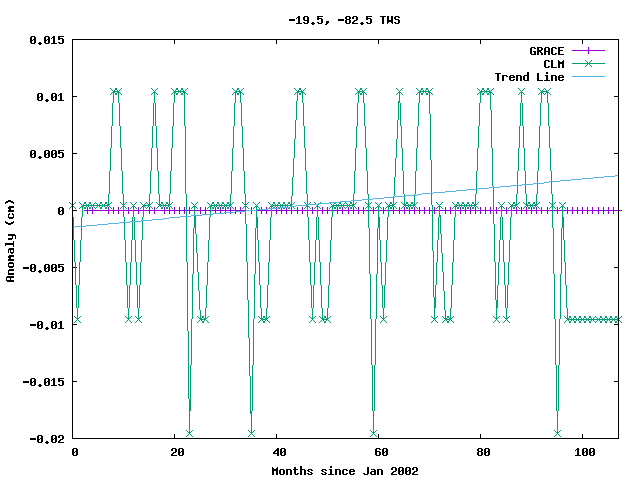 -19.5, -82.5 TWS
0.015
0.01
0.005
0
-0.005
-0.01
-0.015
-0.02
Anomaly (cm)
GRACE
CLM
Trend Line
0 20 40 60 80 100
Months since Jan 2002